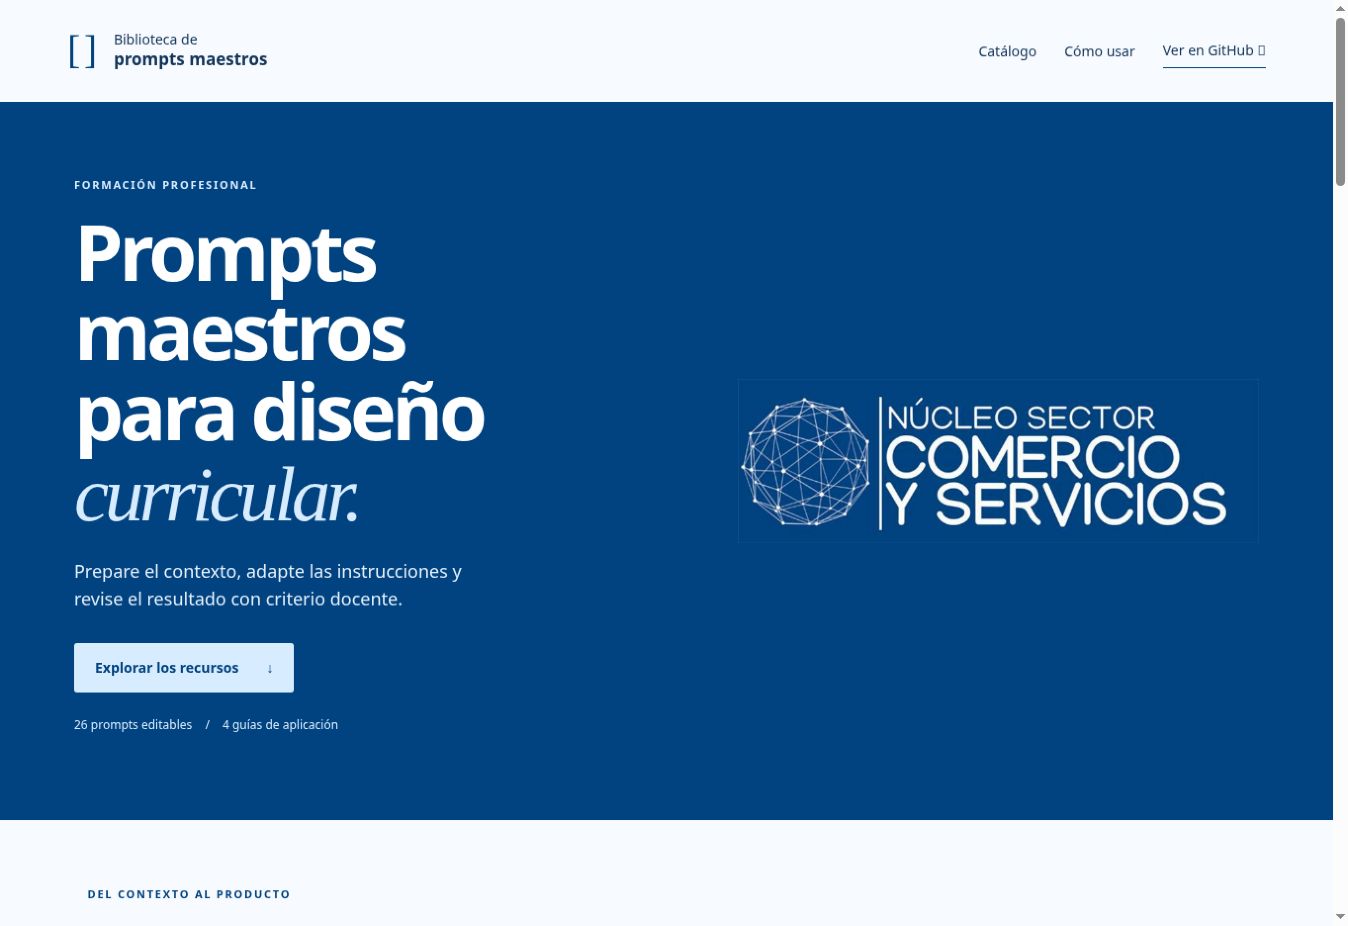 [ ]
Biblioteca de
prompts maestros
Catálogo
Cómo usar
Ver en GitHub
FORMACIÓN PROFESIONAL
Prompts
maestros
para diseño
curricular.
Prepare el contexto, adapte las instrucciones y
revise el resultado con criterio docente.
Explorar los recursos ↓
26 prompts editables / 4 guías de aplicación
NÚCLEO SECTOR
COMERCIO
Y SERVICIOS
DEL CONTEXTO AL PRODUCTO